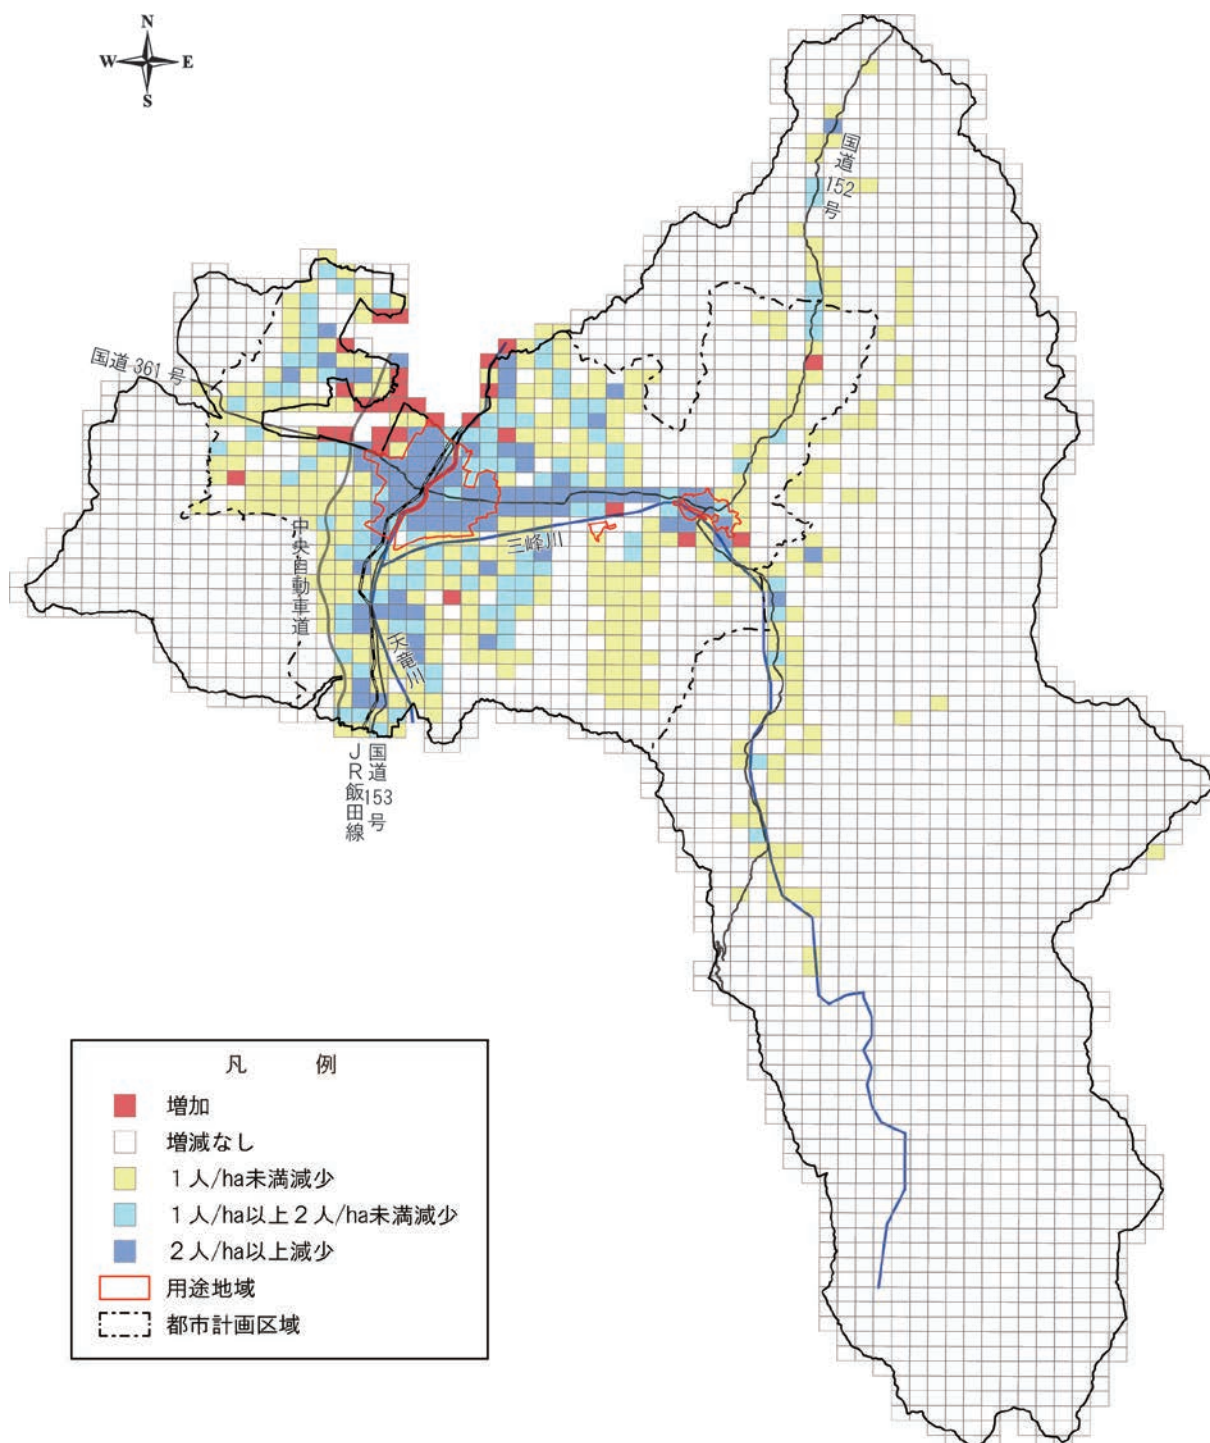 N
W E
S
国道152号
国道361号
中央自動車道
三峰川
天竜川
JR飯田線
国道153号
凡 例
増加
増減なし
1人/ha未満減少
1人/ha以上2人/ha未満減少
2人/ha以上減少
用途地域
都市計画区域